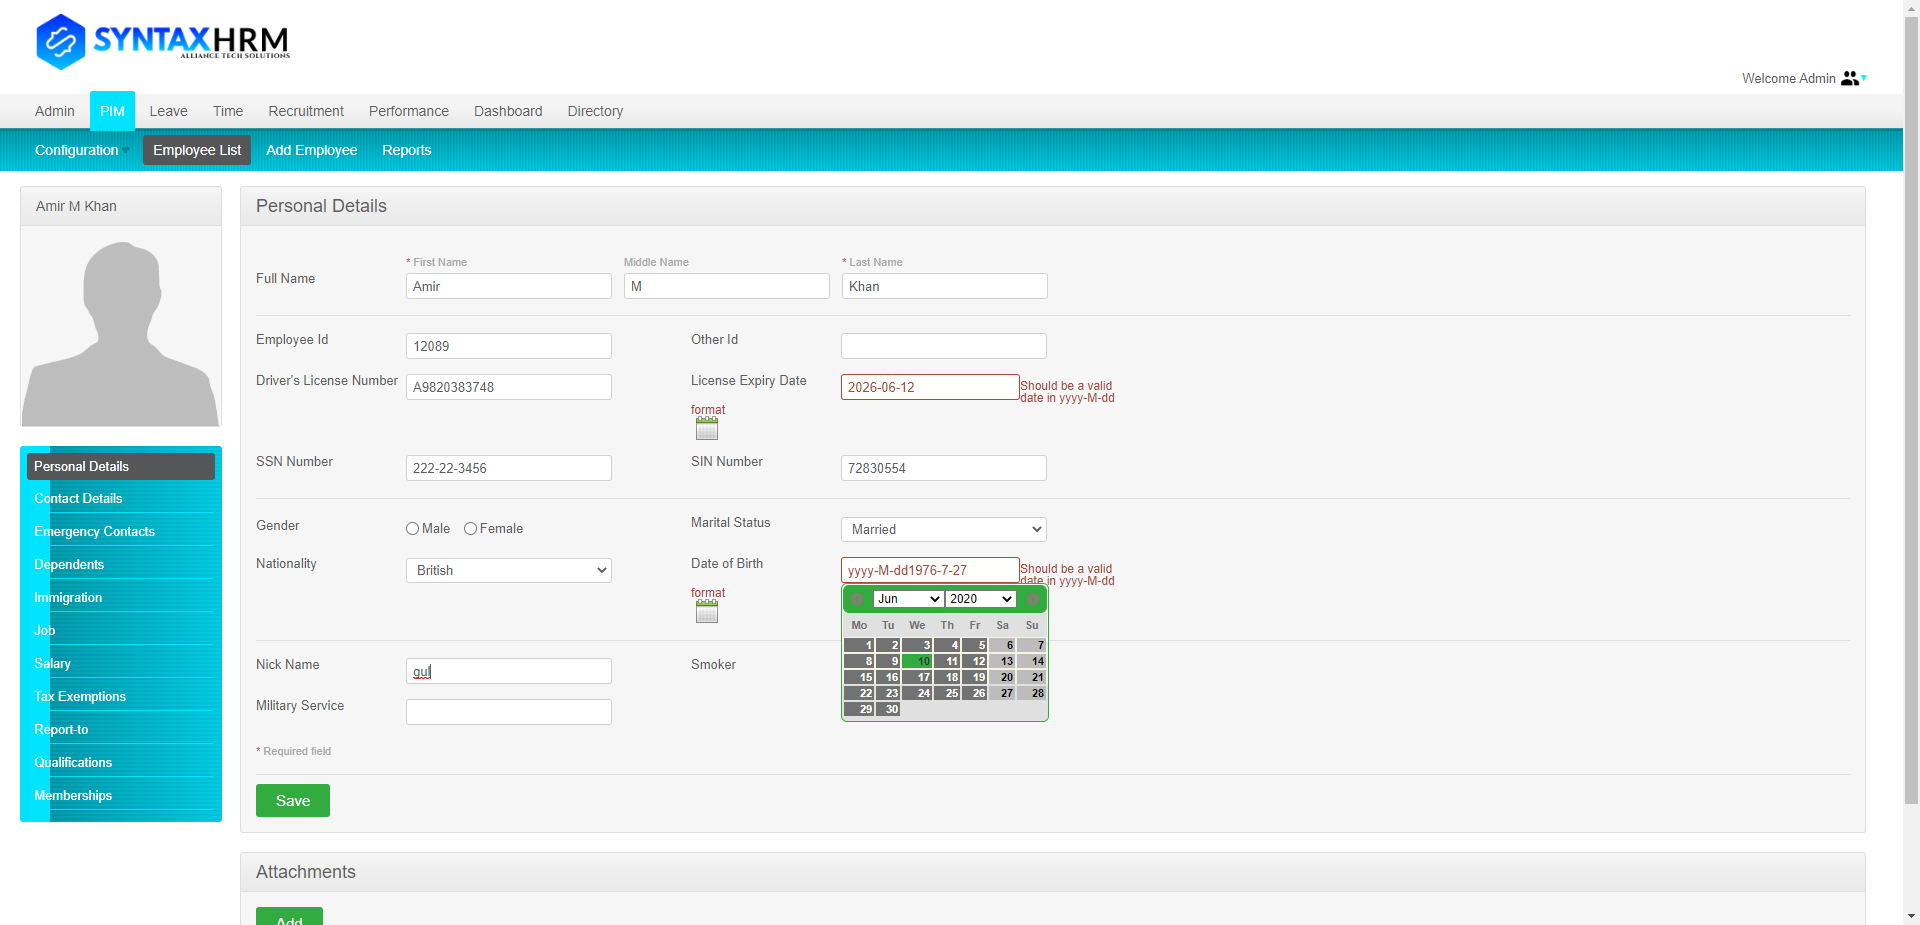 SYNTAXHRM
ALLIANCE TECH SOLUTIONS
Welcome Admin
Admin PIM Leave Time Recruitment Performance Dashboard Directory
Configuration Employee List Add Employee Reports
Amir M Khan
Personal Details
* First Name Middle Name * Last Name
Full Name Amir M Khan
Employee Id 12089 Other Id
Driver's License Number A9820383748 License Expiry Date 2026-06-12 Should be a valid
date in yyyy-M-dd
format
SSN Number 222-22-3456 SIN Number 72830554
Gender Male Female Marital Status Married
Nationality British Date of Birth yyyy-M-dd1976-7-27 Should be a valid
date in yyyy-M-dd
format
Jun 2020
Mo Tu We Th Fr Sa Su
1 2 3 4 5 6 7
8 9 10 11 12 13 14
15 16 17 18 19 20 21
22 23 24 25 26 27 28
29 30
Nick Name gul Smoker
Military Service
* Required field
Save
Personal Details
Contact Details
Emergency Contacts
Dependents
Immigration
Job
Salary
Tax Exemptions
Report-to
Qualifications
Memberships
Attachments
Add